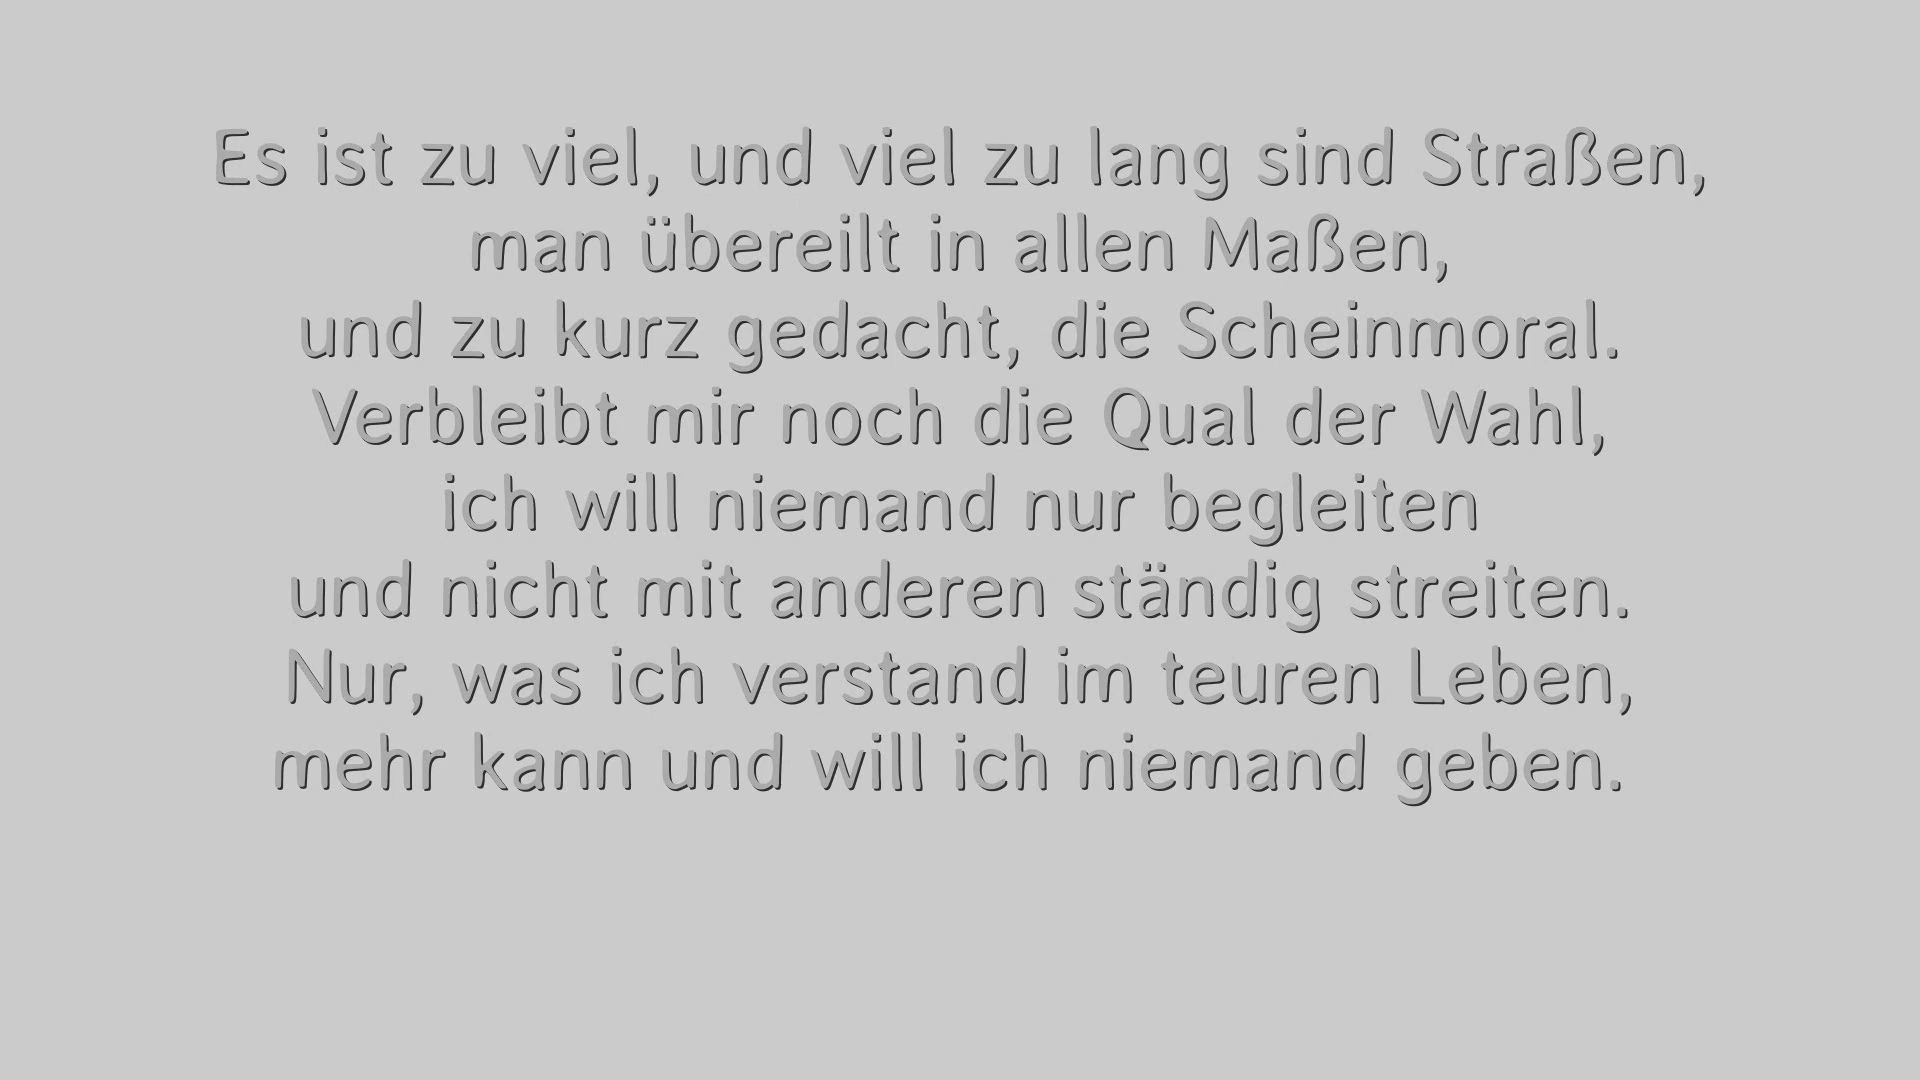 Es ist zu viel, und viel zu lang sind Straßen,
man übereilt in allen Maßen,
und zu kurz gedacht, die Scheinmoral.
Verbleibt mir noch die Qual der Wahl,
ich will niemand nur begleiten
und nicht mit anderen ständig streiten.
Nur, was ich verstand im teuren Leben,
mehr kann und will ich niemand geben.